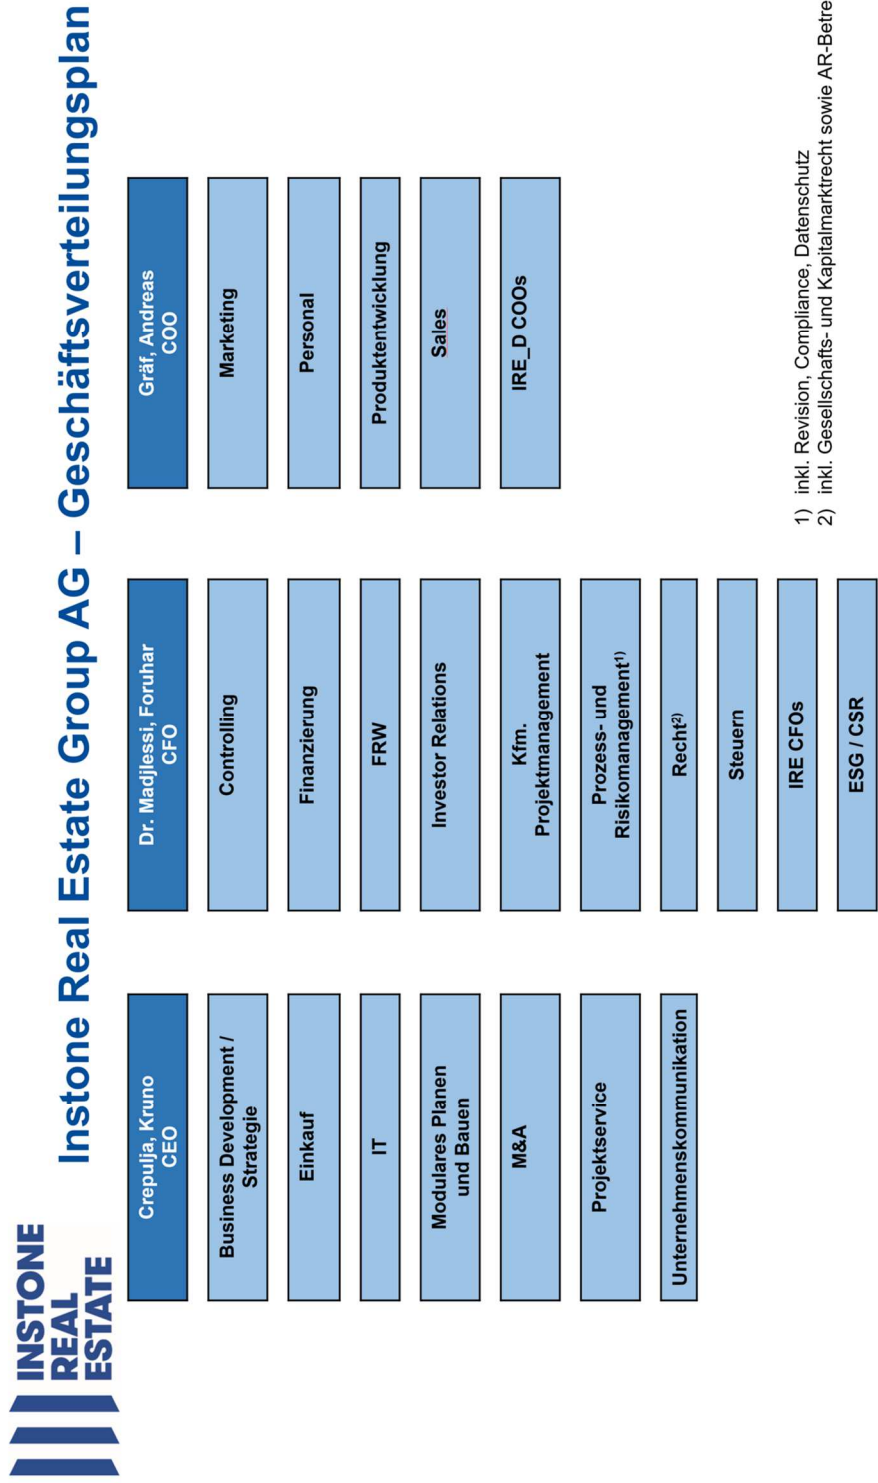 INSTONE
REAL
ESTATE
Instone Real Estate Group AG – Geschäftsverteilungsplan
Crepulja, Kruno
CEO
Business Development /
Strategie
Einkauf
IT
Modulares Planen
und Bauen
M&A
Projektservice
Unternehmenskommunikation
Dr. Madjlessi, Foruhar
CFO
Controlling
Finanzierung
FRW
Investor Relations
Kfm.
Projektmanagement
Prozess- und
Risikomanagement¹⁾
Recht²⁾
Steuern
IRE CFOs
ESG / CSR
Gräf, Andreas
COO
Marketing
Personal
Produktentwicklung
Sales
IRE_D COOs
1) inkl. Revision, Compliance, Datenschutz
2) inkl. Gesellschafts- und Kapitalmarktrecht sowie AR-Betre